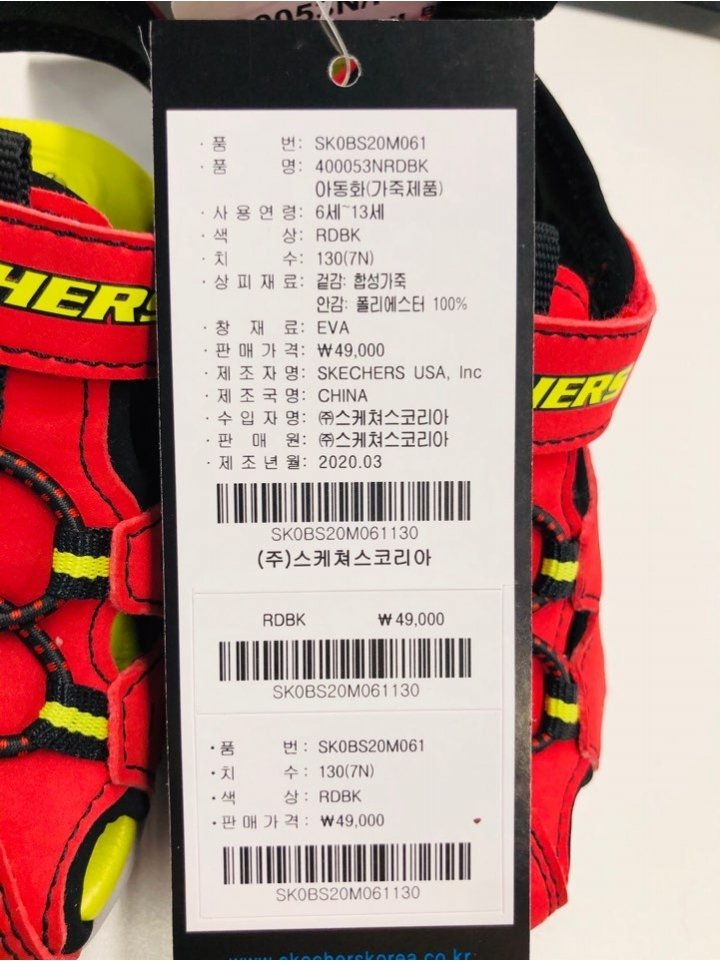 · 품 번: SK0BS20M061
· 품 명: 400053NRDBK
아동화(가죽제품)
· 사용연령: 6세~13세
· 색 상: RDBK
· 치 수: 130(7N)
· 상피재료: 겉감: 합성가죽
안감: 폴리에스터 100%
· 창 재 료: EVA
· 판매가격: ₩49,000
· 제조자명: SKECHERS USA, Inc
· 제조국명: CHINA
· 수입자명: ㈜스케쳐스코리아
· 판 매 원: ㈜스케쳐스코리아
· 제조년월: 2020.03
SK0BS20M061130
(주)스케쳐스코리아
RDBK ₩49,000
SK0BS20M061130
· 품 번: SK0BS20M061
· 치 수: 130(7N)
· 색 상: RDBK
· 판매가격: ₩49,000
SK0BS20M061130
www.skecherskorea.co.kr
HERS
HERS